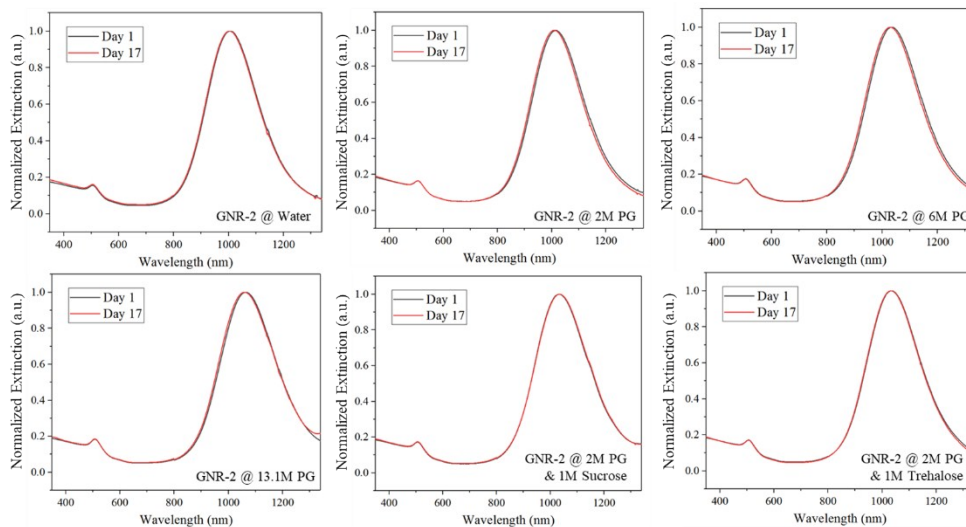 Normalized Extinction (a.u.)
1.0
0.8
0.6
0.4
0.2
0.0
Day 1
Day 17
GNR-2 @ Water
400 600 800 1000 1200
Wavelength (nm)
Normalized Extinction (a.u.)
1.0
0.8
0.6
0.4
0.2
0.0
Day 1
Day 17
GNR-2 @ 2M PG
400 600 800 1000 1200
Wavelength (nm)
Normalized Extinction (a.u.)
1.0
0.8
0.6
0.4
0.2
0.0
Day 1
Day 17
GNR-2 @ 6M PG
400 600 800 1000 1200
Wavelength (nm)
Normalized Extinction (a.u.)
1.0
0.8
0.6
0.4
0.2
0.0
Day 1
Day 17
GNR-2 @ 13.1M PG
400 600 800 1000 1200
Wavelength (nm)
Normalized Extinction (a.u.)
1.0
0.8
0.6
0.4
0.2
0.0
Day 1
Day 17
GNR-2 @ 2M PG
& 1M Sucrose
400 600 800 1000 1200
Wavelength (nm)
Normalized Extinction (a.u.)
1.0
0.8
0.6
0.4
0.2
0.0
Day 1
Day 17
GNR-2 @ 2M PG
& 1M Trehalose
400 600 800 1000 1200
Wavelength (nm)